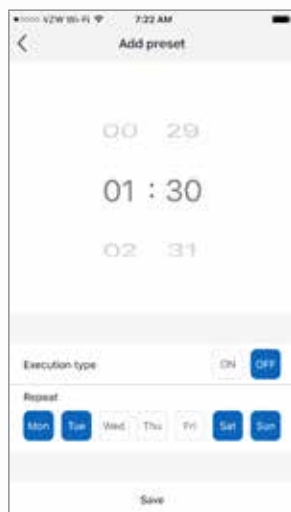 VZW Wi-Fi 7:22 AM
Add preset
00 29
01 : 30
02 31
Execution type ON OFF
Repeat
Mon Tue Wed Thu Fri Sat Sun
Save